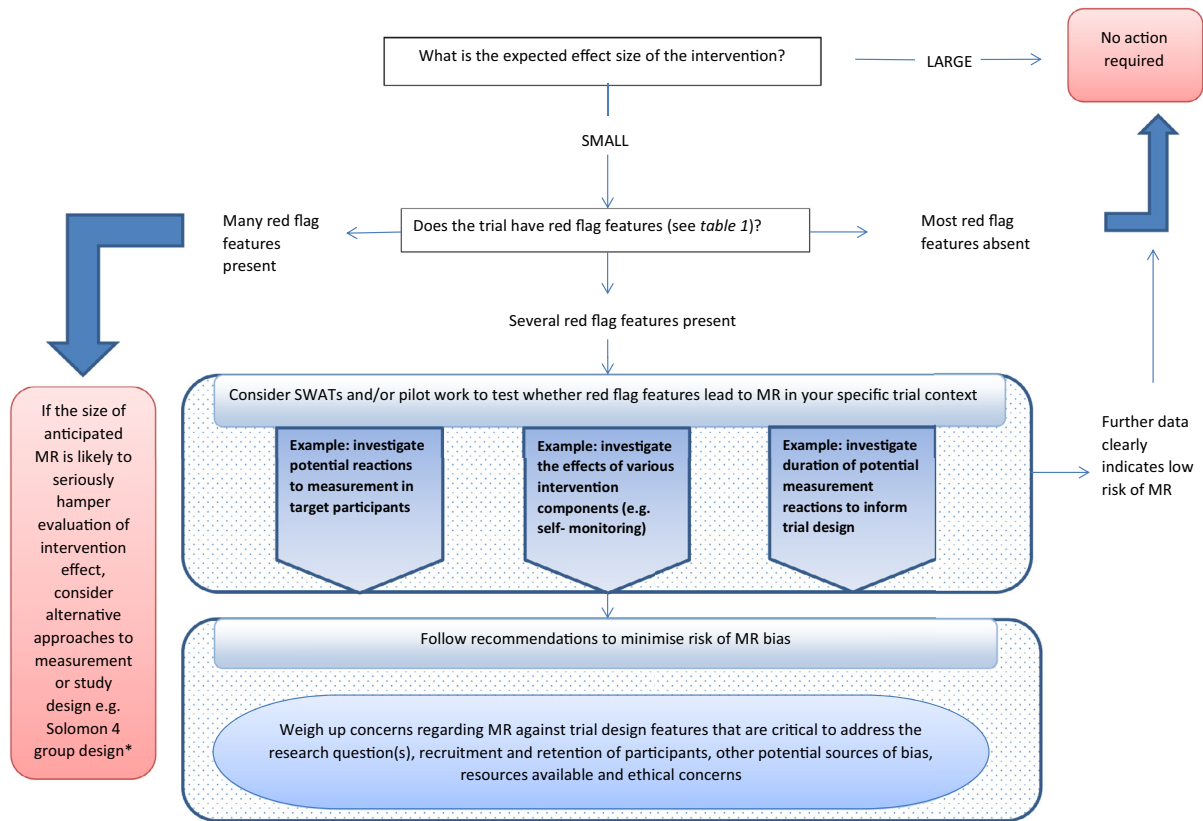 What is the expected effect size of the intervention?
LARGE
No action
required
SMALL
Many red flag
features
present
Does the trial have red flag features (see table 1)?
Most red flag
features absent
Several red flag features present
If the size of
anticipated
MR is likely to
seriously
hamper
evaluation of
intervention
effect,
consider
alternative
approaches to
measurement
or study
design e.g.
Solomon 4
group design*
Consider SWATs and/or pilot work to test whether red flag features lead to MR in your specific trial context
Example: investigate
potential reactions
to measurement in
target participants
Example: investigate
the effects of various
intervention
components (e.g.
self- monitoring)
Example: investigate
duration of potential
measurement
reactions to inform
trial design
Further data
clearly
indicates low
risk of MR
Follow recommendations to minimise risk of MR bias
Weigh up concerns regarding MR against trial design features that are critical to address the
research question(s), recruitment and retention of participants, other potential sources of bias,
resources available and ethical concerns